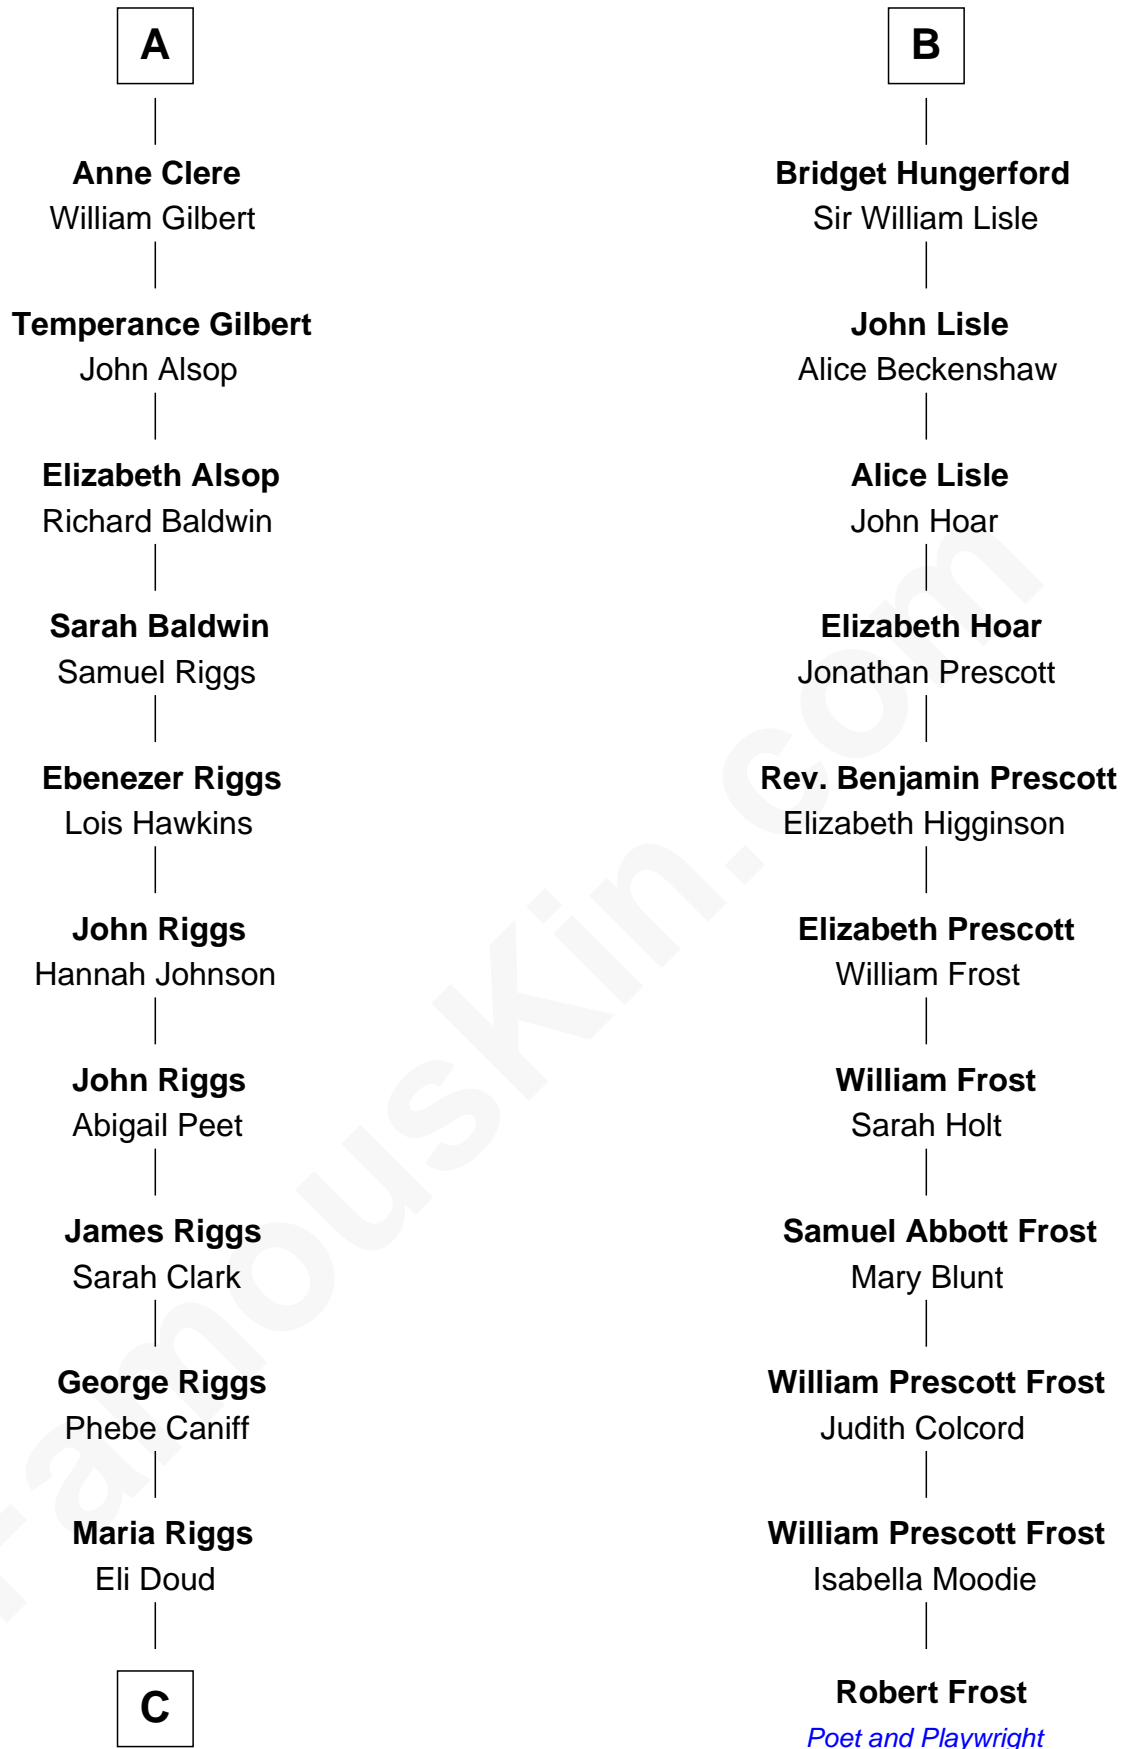 A
Anne Clere
William Gilbert
Temperance Gilbert
John Alsop
Elizabeth Alsop
Richard Baldwin
Sarah Baldwin
Samuel Riggs
Ebenezer Riggs
Lois Hawkins
John Riggs
Hannah Johnson
John Riggs
Abigail Peet
James Riggs
Sarah Clark
George Riggs
Phebe Caniff
Maria Riggs
Eli Doud
C
B
Bridget Hungerford
Sir William Lisle
John Lisle
Alice Beckenshaw
Alice Lisle
John Hoar
Elizabeth Hoar
Jonathan Prescott
Rev. Benjamin Prescott
Elizabeth Higginson
Elizabeth Prescott
William Frost
William Frost
Sarah Holt
Samuel Abbott Frost
Mary Blunt
William Prescott Frost
Judith Colcord
William Prescott Frost
Isabella Moodie
Robert Frost
Poet and Playwright
FamousKin.com